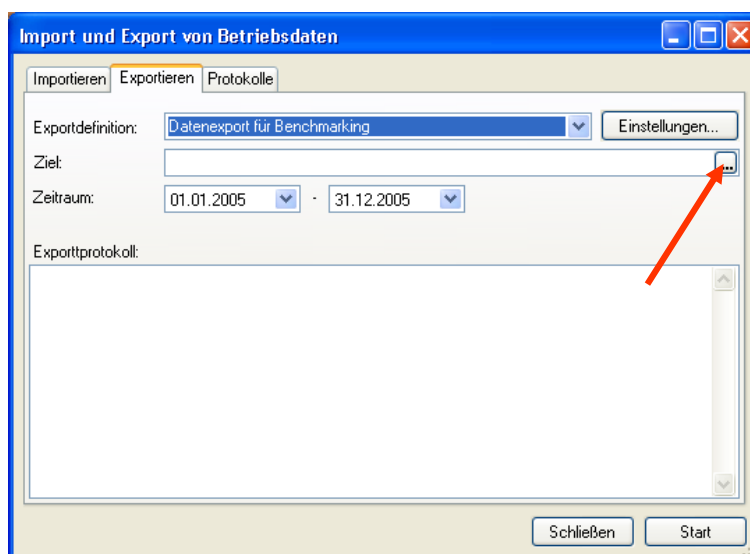 Import und Export von Betriebsdaten
Importieren Exportieren Protokolle
Exportdefinition: Datenexport für Benchmarking Einstellungen...
Ziel: ...
Zeitraum: 01.01.2005 - 31.12.2005
Exporttprotokoll:
Schließen Start